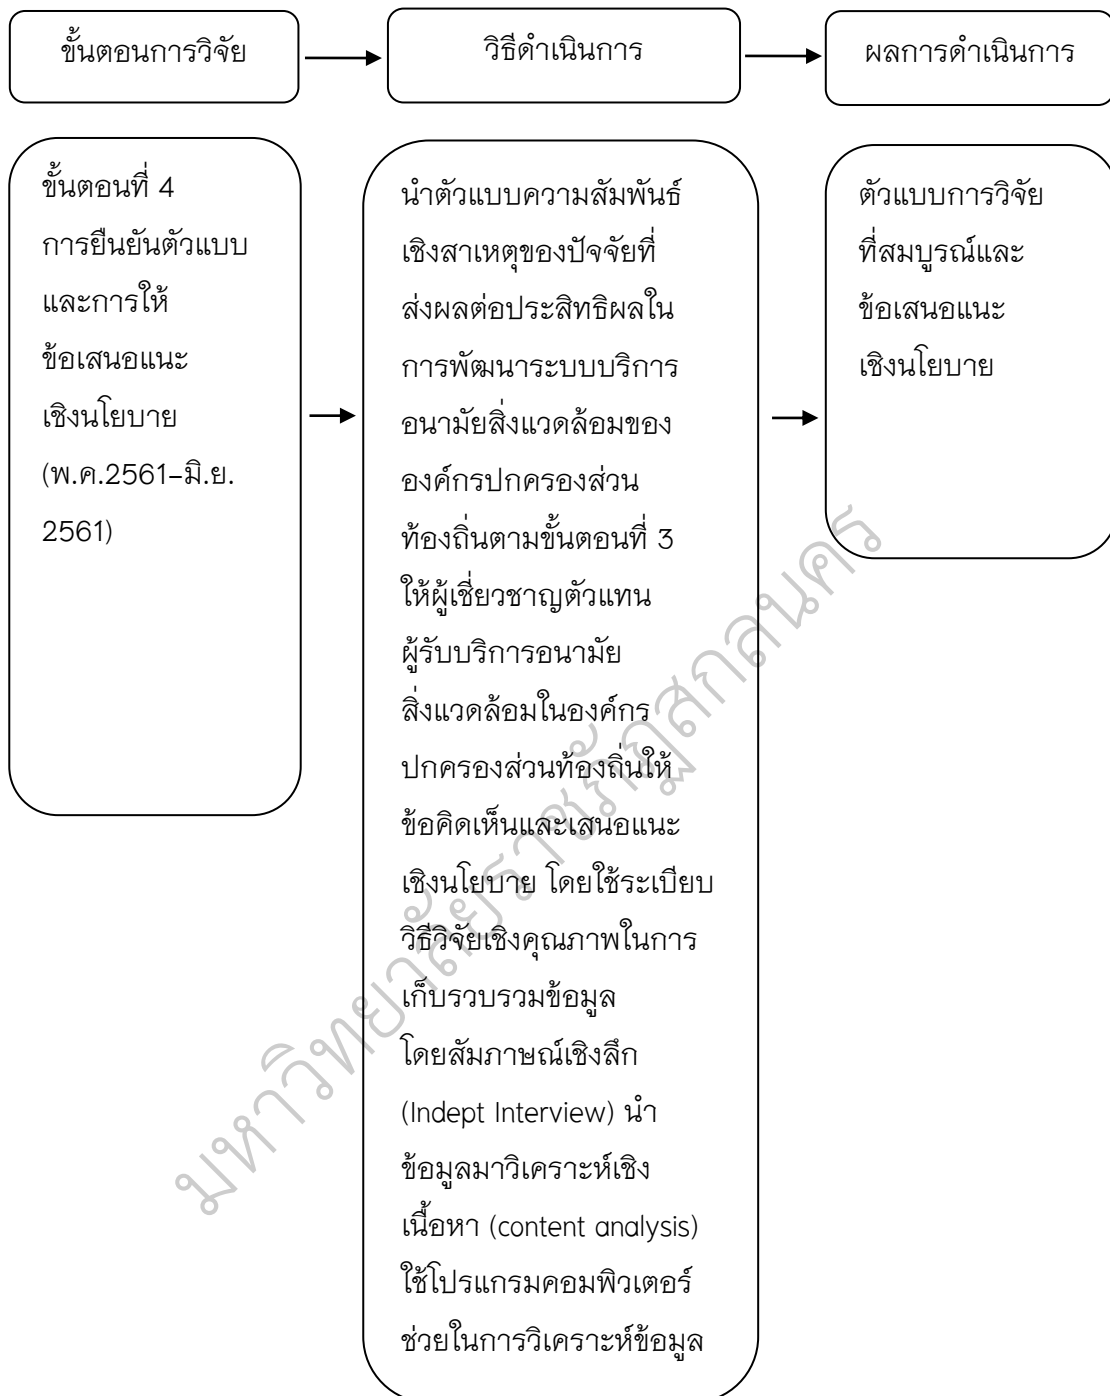 ขั้นตอนการวิจัย
วิธีดำเนินการ
ผลการดำเนินการ
ขั้นตอนที่ 4
การยืนยันตัวแบบ
และการให้
ข้อเสนอแนะ
เชิงนโยบาย
(พ.ค.2561–มิ.ย.
2561)
นำตัวแบบความสัมพันธ์
เชิงสาเหตุของปัจจัยที่
ส่งผลต่อประสิทธิผลใน
การพัฒนาระบบบริการ
อนามัยสิ่งแวดล้อมของ
องค์กรปกครองส่วน
ท้องถิ่นตามขั้นตอนที่ 3
ให้ผู้เชี่ยวชาญตัวแทน
ผู้รับบริการอนามัย
สิ่งแวดล้อมในองค์กร
ปกครองส่วนท้องถิ่นให้
ข้อคิดเห็นและเสนอแนะ
เชิงนโยบาย โดยใช้ระเบียบ
วิธีวิจัยเชิงคุณภาพในการ
เก็บรวบรวมข้อมูล
โดยสัมภาษณ์เชิงลึก
(Indept Interview) นำ
ข้อมูลมาวิเคราะห์เชิง
เนื้อหา (content analysis)
ใช้โปรแกรมคอมพิวเตอร์
ช่วยในการวิเคราะห์ข้อมูล
ตัวแบบการวิจัย
ที่สมบูรณ์และ
ข้อเสนอแนะ
เชิงนโยบาย
มหาวิทยาลัยราชภัฏสกลนคร